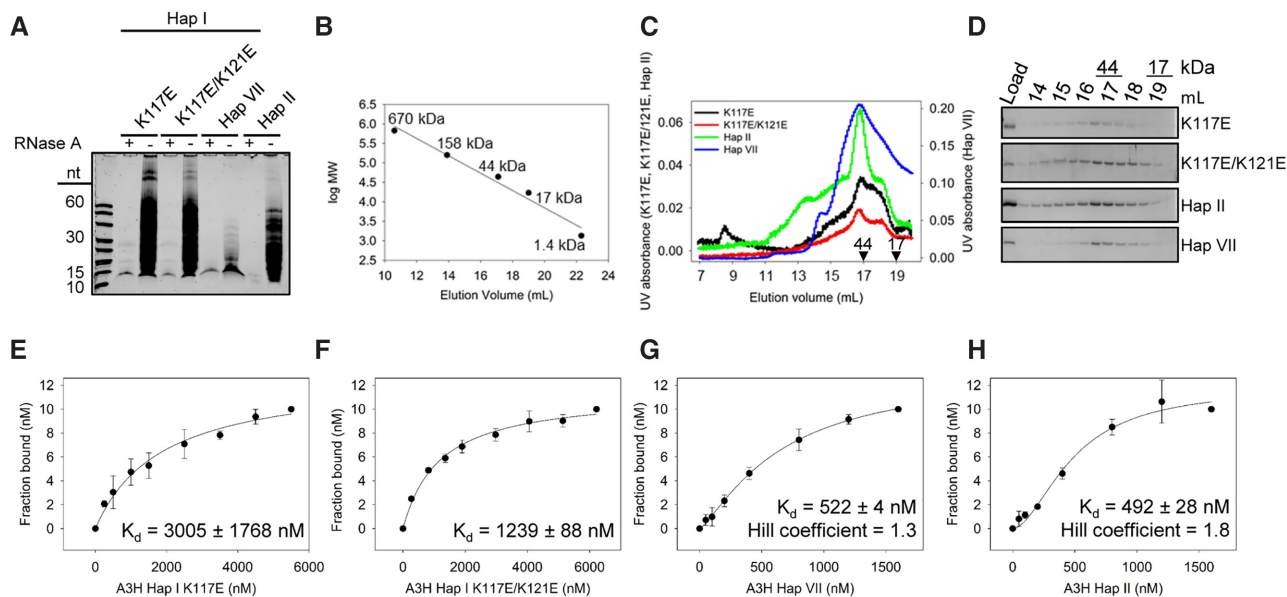 A
Hap I
K117E
K117E/K121E
Hap VII
Hap II
RNase A
+ - + - + - + -
nt
60
30
15
10
B
log MW
6.5
6.0
5.5
5.0
4.5
4.0
3.5
3.0
2.5
670 kDa
158 kDa
44 kDa
17 kDa
1.4 kDa
10 12 14 16 18 20 22 24
Elution Volume (mL)
C
UV absorbance (K117E, K117E/121E, Hap II)
0.06
0.04
0.02
0.00
K117E
K117E/K121E
Hap II
Hap VII
44
17
7 9 11 13 15 17 19
Elution volume (mL)
0.20
0.15
0.10
0.05
0.00
UV absorbance (Hap VII)
D
44 17 kDa
Load 14 15 16 17 18 19 mL
K117E
K117E/K121E
Hap II
Hap VII
E
Fraction bound (nM)
12
10
8
6
4
2
0
Kd = 3005 ± 1768 nM
0 2000 4000 6000
A3H Hap I K117E (nM)
F
Fraction bound (nM)
12
10
8
6
4
2
0
Kd = 1239 ± 88 nM
0 2000 4000 6000
A3H Hap I K117E/K121E (nM)
G
Fraction bound (nM)
12
10
8
6
4
2
0
Kd = 522 ± 4 nM
Hill coefficient = 1.3
0 500 1000 1500
A3H Hap VII (nM)
H
Fraction bound (nM)
12
10
8
6
4
2
0
Kd = 492 ± 28 nM
Hill coefficient = 1.8
0 500 1000 1500
A3H Hap II (nM)